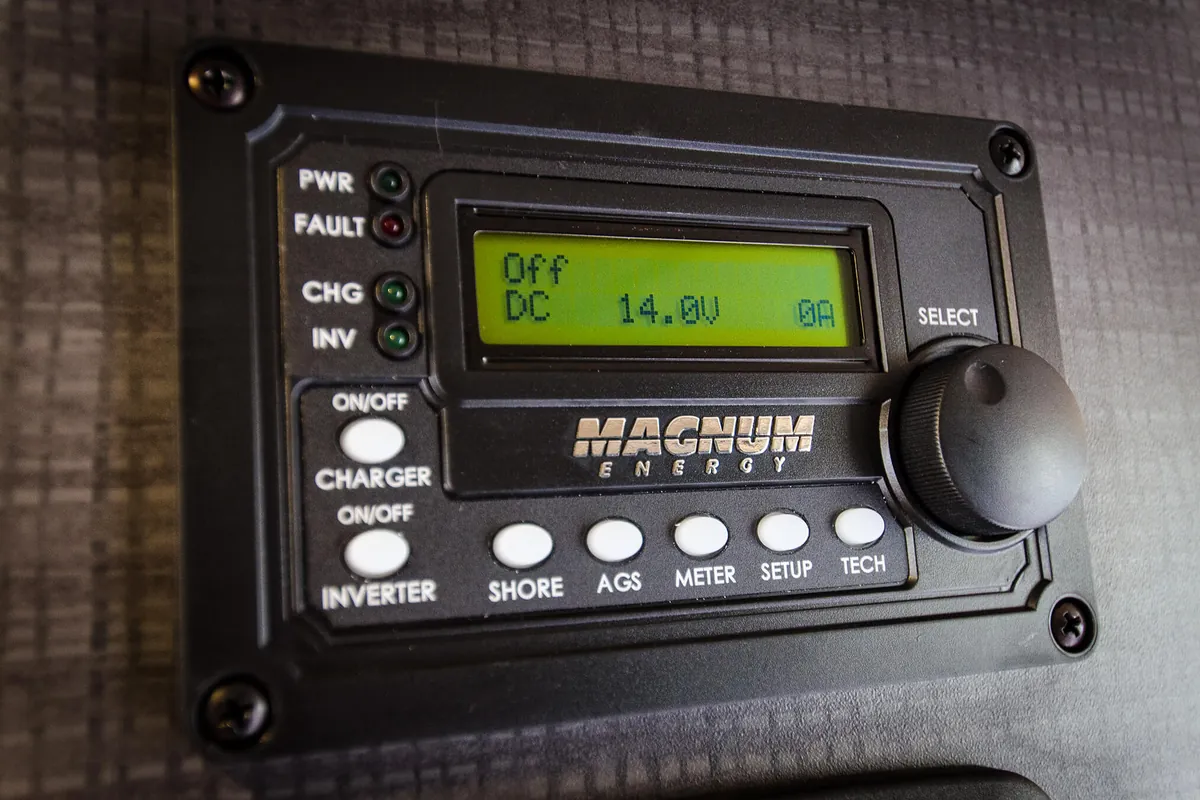 PWR
FAULT
CHG
INV
Off
DC 14.0V 0A
SELECT
MAGNUM
ENERGY
ON/OFF
CHARGER
ON/OFF
INVERTER
SHORE AGS METER SETUP TECH